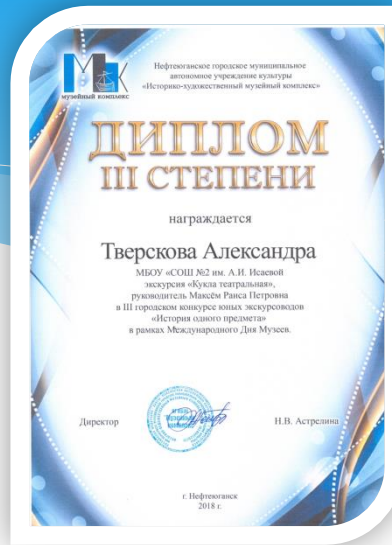 МК
музейный комплекс
Нефтеюганское городское муниципальное
автономное учреждение культуры
«Историко-художественный музейный комплекс»
ДИПЛОМ
III СТЕПЕНИ
награждается
Тверскова Александра
МБОУ «СОШ №2 им. А.И. Исаевой
экскурсия «Кукла театральная»,
руководитель Максём Раиса Петровна
в III городском конкурсе юных экскурсоводов
«История одного предмета»
в рамках Международного Дня Музеев.
Директор
Н.В. Астрелина
г. Нефтеюганск
2018 г.